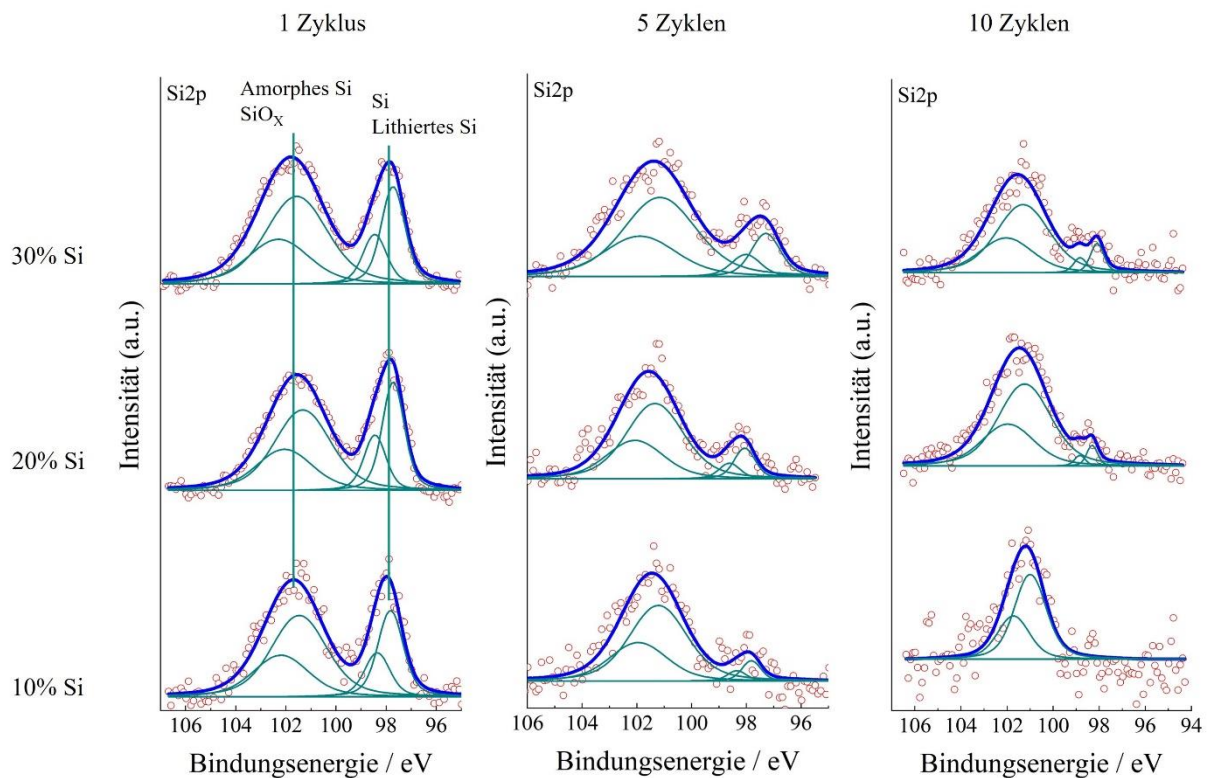 1 Zyklus
5 Zyklen
10 Zyklen
Si2p
Amorphes Si
SiOX
Si
Lithiertes Si
Si2p
Si2p
30% Si
20% Si
10% Si
Intensität (a.u.)
Intensität (a.u.)
Intensität (a.u.)
106 104 102 100 98 96
106 104 102 100 98 96
106 104 102 100 98 96 94
Bindungsenergie / eV
Bindungsenergie / eV
Bindungsenergie / eV